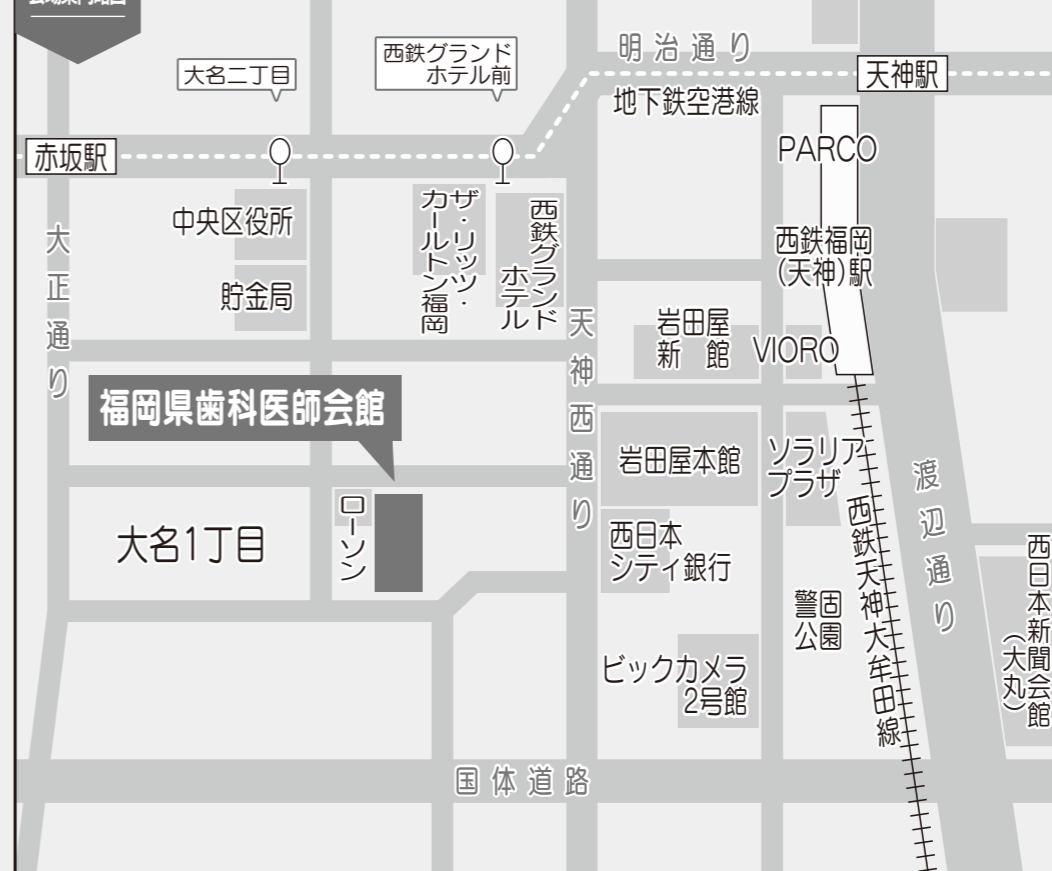 明治通り
大名二丁目
西鉄グランド
ホテル前
天神駅
地下鉄空港線
赤坂駅
PARCO
中央区役所
ザ・リッツ・
カールトン福岡
西鉄グランド
ホテル
西鉄福岡
(天神)駅
大正通り
貯金局
天神西通り
岩田屋
新館
VIORO
福岡県歯科医師会館
岩田屋本館
ソラリア
プラザ
渡辺通り
ローソン
大名1丁目
西日本
シティ銀行
西鉄天神大牟田線
警固
公園
西日本新聞会館
(大丸)
ビックカメラ
2号館
国体道路